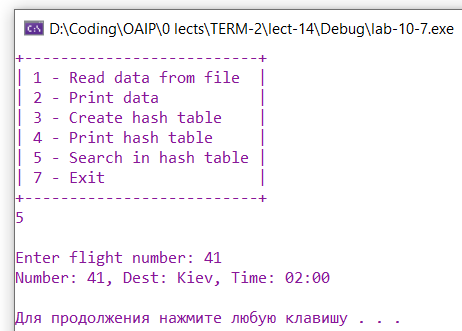 D:\Coding\OAIP\0 lects\TERM-2\lect-14\Debug\lab-10-7.exe
+--------------------------+
| 1 - Read data from file  |
| 2 - Print data           |
| 3 - Create hash table    |
| 4 - Print hash table     |
| 5 - Search in hash table |
| 7 - Exit                 |
+--------------------------+
5
Enter flight number: 41
Number: 41, Dest: Kiev, Time: 02:00
Для продолжения нажмите любую клавишу . . .